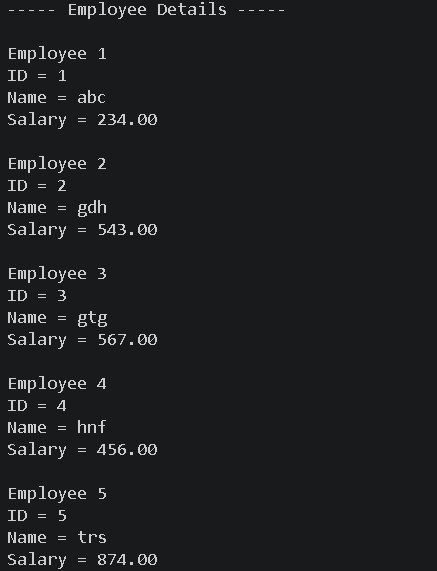 ----- Employee Details -----
Employee 1
ID = 1
Name = abc
Salary = 234.00
Employee 2
ID = 2
Name = gdh
Salary = 543.00
Employee 3
ID = 3
Name = gtg
Salary = 567.00
Employee 4
ID = 4
Name = hnf
Salary = 456.00
Employee 5
ID = 5
Name = trs
Salary = 874.00